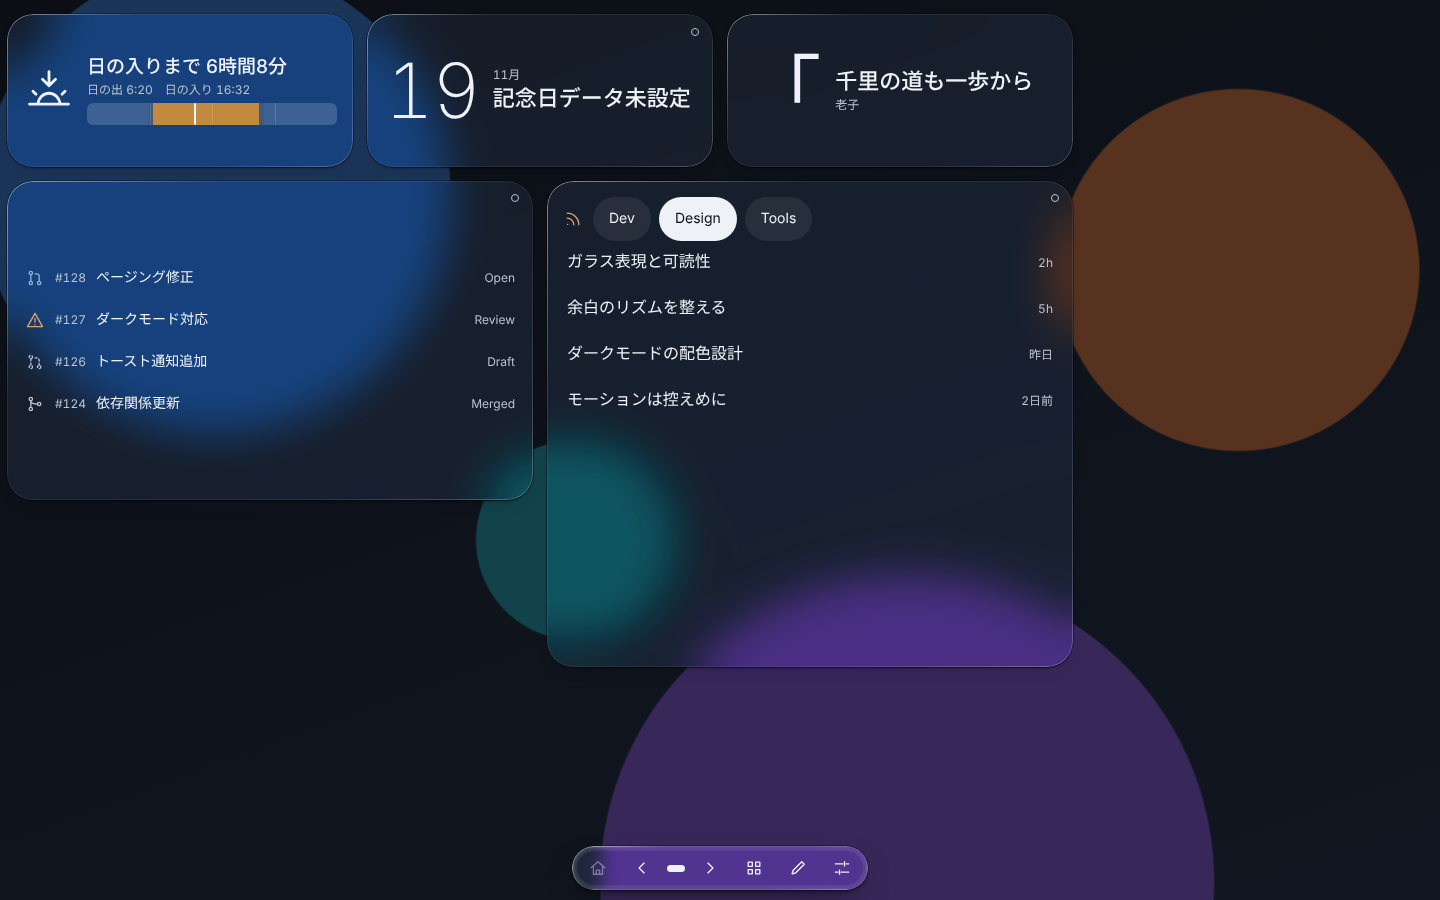 日の入りまで 6時間8分
日の出 6:20 日の入り 16:32
19
11月
記念日データ未設定
「
千里の道も一歩から
老子
#128 ページング修正 Open
#127 ダークモード対応 Review
#126 トースト通知追加 Draft
#124 依存関係更新 Merged
Dev Design Tools
ガラス表現と可読性 2h
余白のリズムを整える 5h
ダークモードの配色設計 昨日
モーションは控えめに 2日前